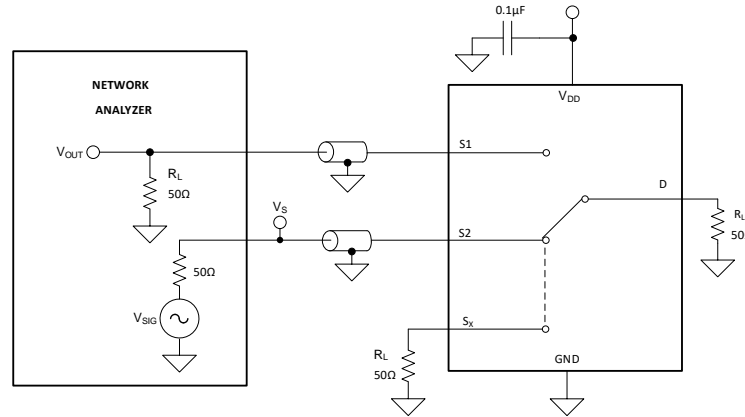 0.1µF
NETWORK
ANALYZER
VDD
VOUT
S1
RL
50Ω
VS
D
S2
RL
50
50Ω
VSIG
SX
RL
50Ω
GND